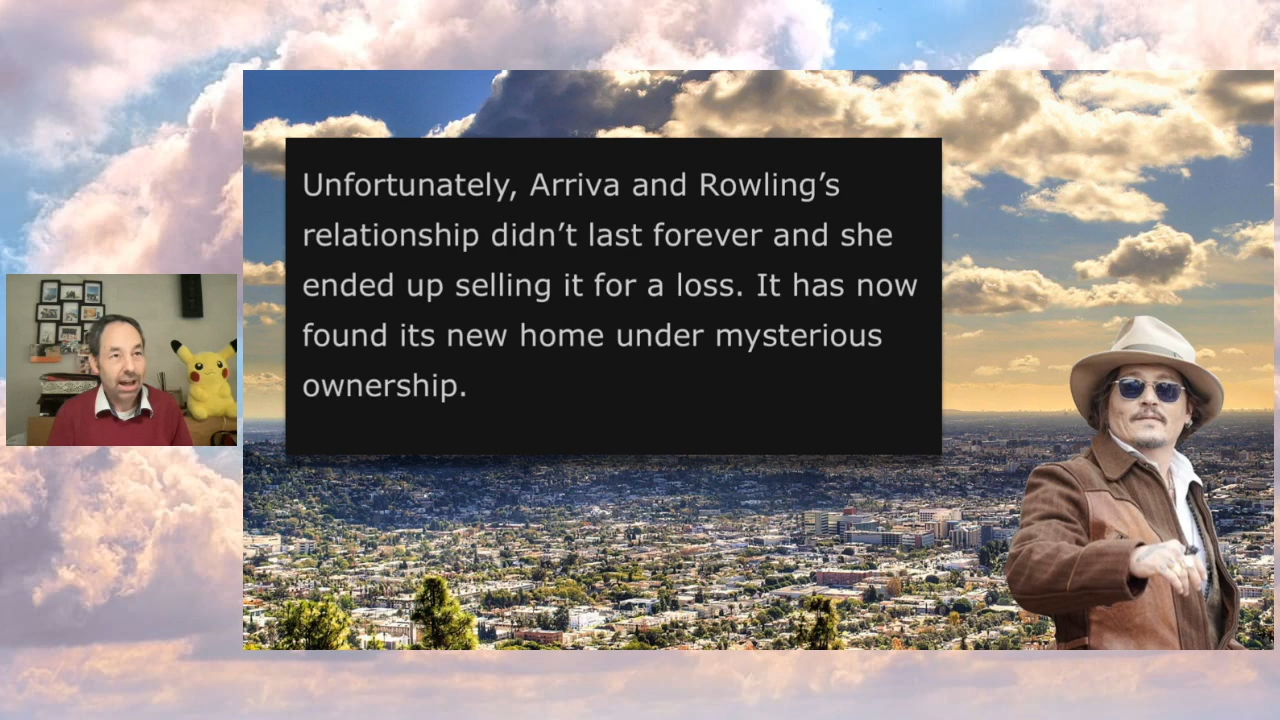 Unfortunately, Arriva and Rowling’s
relationship didn’t last forever and she
ended up selling it for a loss. It has now
found its new home under mysterious
ownership.